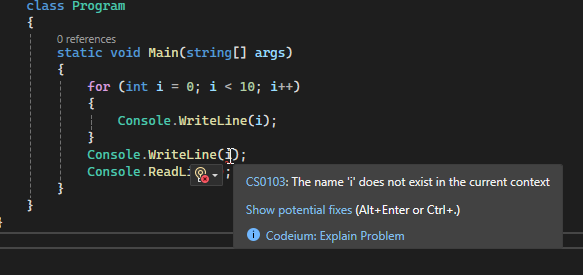 class Program
{
0 references
static void Main(string[] args)
{
for (int i = 0; i < 10; i++)
{
Console.WriteLine(i);
}
Console.WriteLine(i);
Console.ReadLi ;
}
}
}
CS0103: The name 'i' does not exist in the current context
Show potential fixes (Alt+Enter or Ctrl+.)
Codeium: Explain Problem